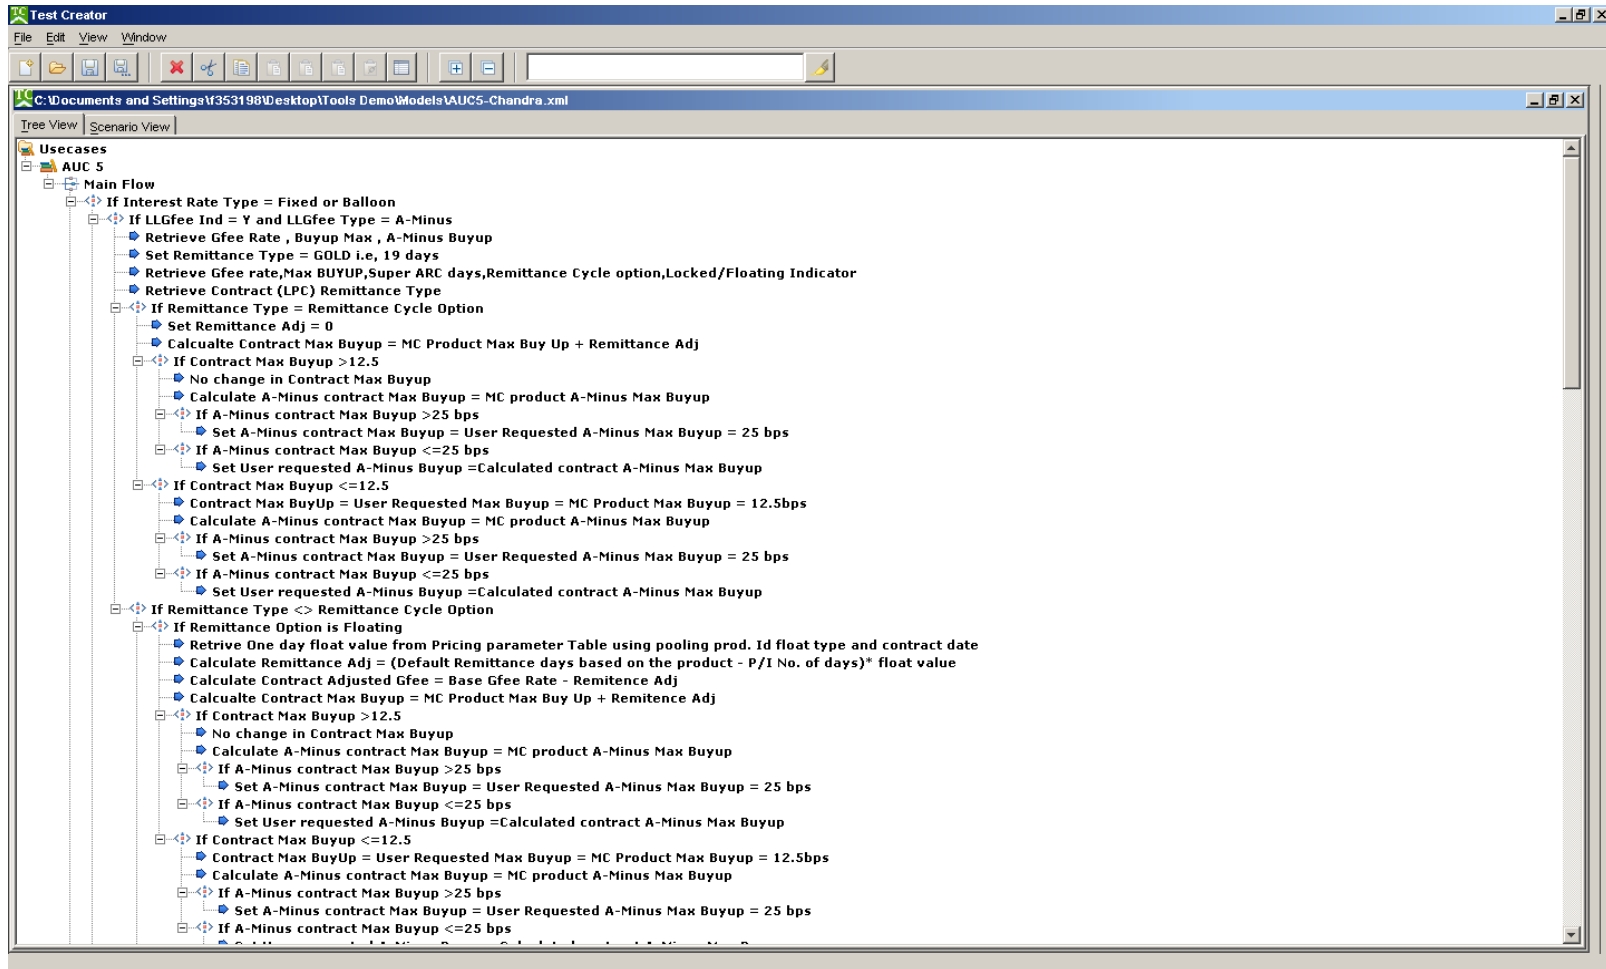 Test Creator
File Edit View Window
C:\Documents and Settings\f353198\Desktop\Tools Demo\Models\AUC5-Chandra.xml
Tree View Scenario View
Usecases
AUC 5
Main Flow
If Interest Rate Type = Fixed or Balloon
If LLGfee Ind = Y and LLGfee Type = A-Minus
Retrieve Gfee Rate , Buyup Max , A-Minus Buyup
Set Remittance Type = GOLD i.e, 19 days
Retrieve Gfee rate,Max BUYUP,Super ARC days,Remittance Cycle option,Locked/Floating Indicator
Retrieve Contract (LPC) Remittance Type
If Remittance Type = Remittance Cycle Option
Set Remittance Adj = 0
Calcualte Contract Max Buyup = MC Product Max Buy Up + Remittance Adj
If Contract Max Buyup >12.5
No change in Contract Max Buyup
Calculate A-Minus contract Max Buyup = MC product A-Minus Max Buyup
If A-Minus contract Max Buyup >25 bps
Set A-Minus contract Max Buyup = User Requested A-Minus Max Buyup = 25 bps
If A-Minus contract Max Buyup <=25 bps
Set User requested A-Minus Buyup =Calculated contract A-Minus Max Buyup
If Contract Max Buyup <=12.5
Contract Max BuyUp = User Requested Max Buyup = MC Product Max Buyup = 12.5bps
Calculate A-Minus contract Max Buyup = MC product A-Minus Max Buyup
If A-Minus contract Max Buyup >25 bps
Set A-Minus contract Max Buyup = User Requested A-Minus Max Buyup = 25 bps
If A-Minus contract Max Buyup <=25 bps
Set User requested A-Minus Buyup =Calculated contract A-Minus Max Buyup
If Remittance Type <> Remittance Cycle Option
If Remittance Option is Floating
Retrive One day float value from Pricing parameter Table using pooling prod. Id float type and contract date
Calculate Remittance Adj = (Default Remittance days based on the product - P/I No. of days)* float value
Calculate Contract Adjusted Gfee = Base Gfee Rate - Remitence Adj
Calcualte Contract Max Buyup = MC Product Max Buy Up + Remitence Adj
If Contract Max Buyup >12.5
No change in Contract Max Buyup
Calculate A-Minus contract Max Buyup = MC product A-Minus Max Buyup
If A-Minus contract Max Buyup >25 bps
Set A-Minus contract Max Buyup = User Requested A-Minus Max Buyup = 25 bps
If A-Minus contract Max Buyup <=25 bps
Set User requested A-Minus Buyup =Calculated contract A-Minus Max Buyup
If Contract Max Buyup <=12.5
Contract Max BuyUp = User Requested Max Buyup = MC Product Max Buyup = 12.5bps
Calculate A-Minus contract Max Buyup = MC product A-Minus Max Buyup
If A-Minus contract Max Buyup >25 bps
Set A-Minus contract Max Buyup = User Requested A-Minus Max Buyup = 25 bps
If A-Minus contract Max Buyup <=25 bps